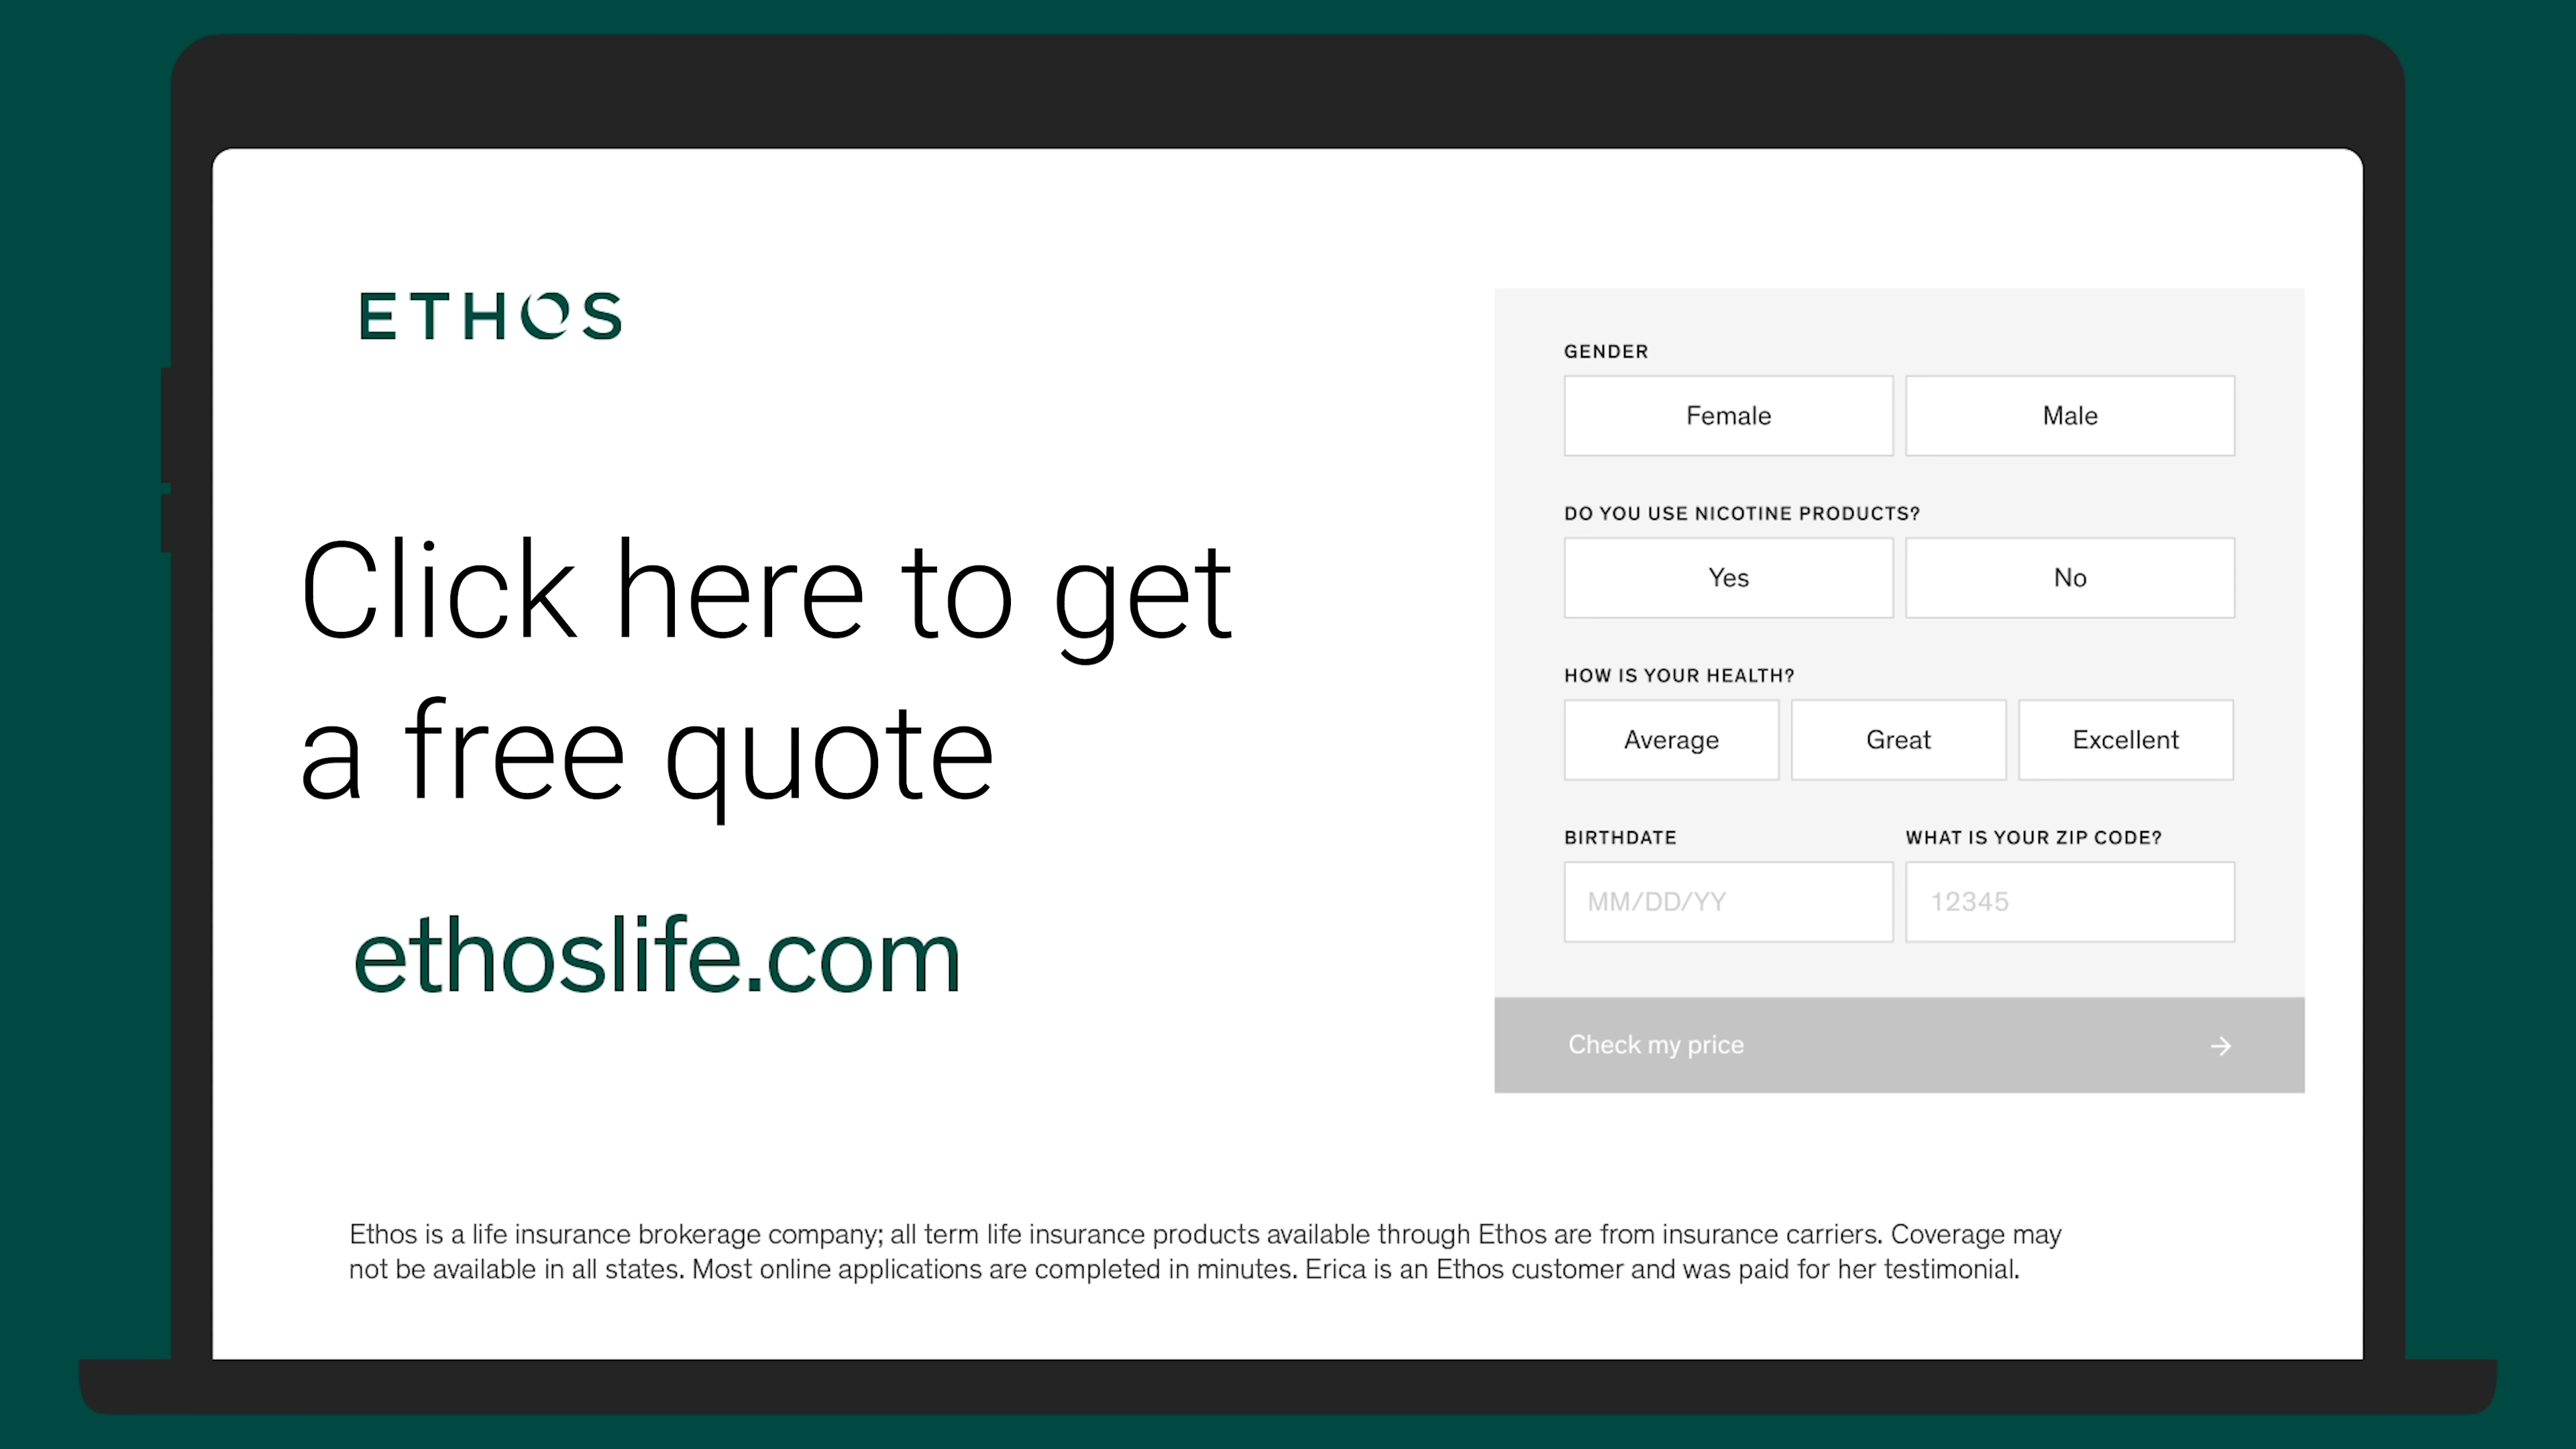 ETHOS
Click here to get
a free quote
ethoslife.com
GENDER
Female
Male
DO YOU USE NICOTINE PRODUCTS?
Yes
No
HOW IS YOUR HEALTH?
Average
Great
Excellent
BIRTHDATE
WHAT IS YOUR ZIP CODE?
MM/DD/YY
12345
Check my price
Ethos is a life insurance brokerage company; all term life insurance products available through Ethos are from insurance carriers. Coverage may
not be available in all states. Most online applications are completed in minutes. Erica is an Ethos customer and was paid for her testimonial.